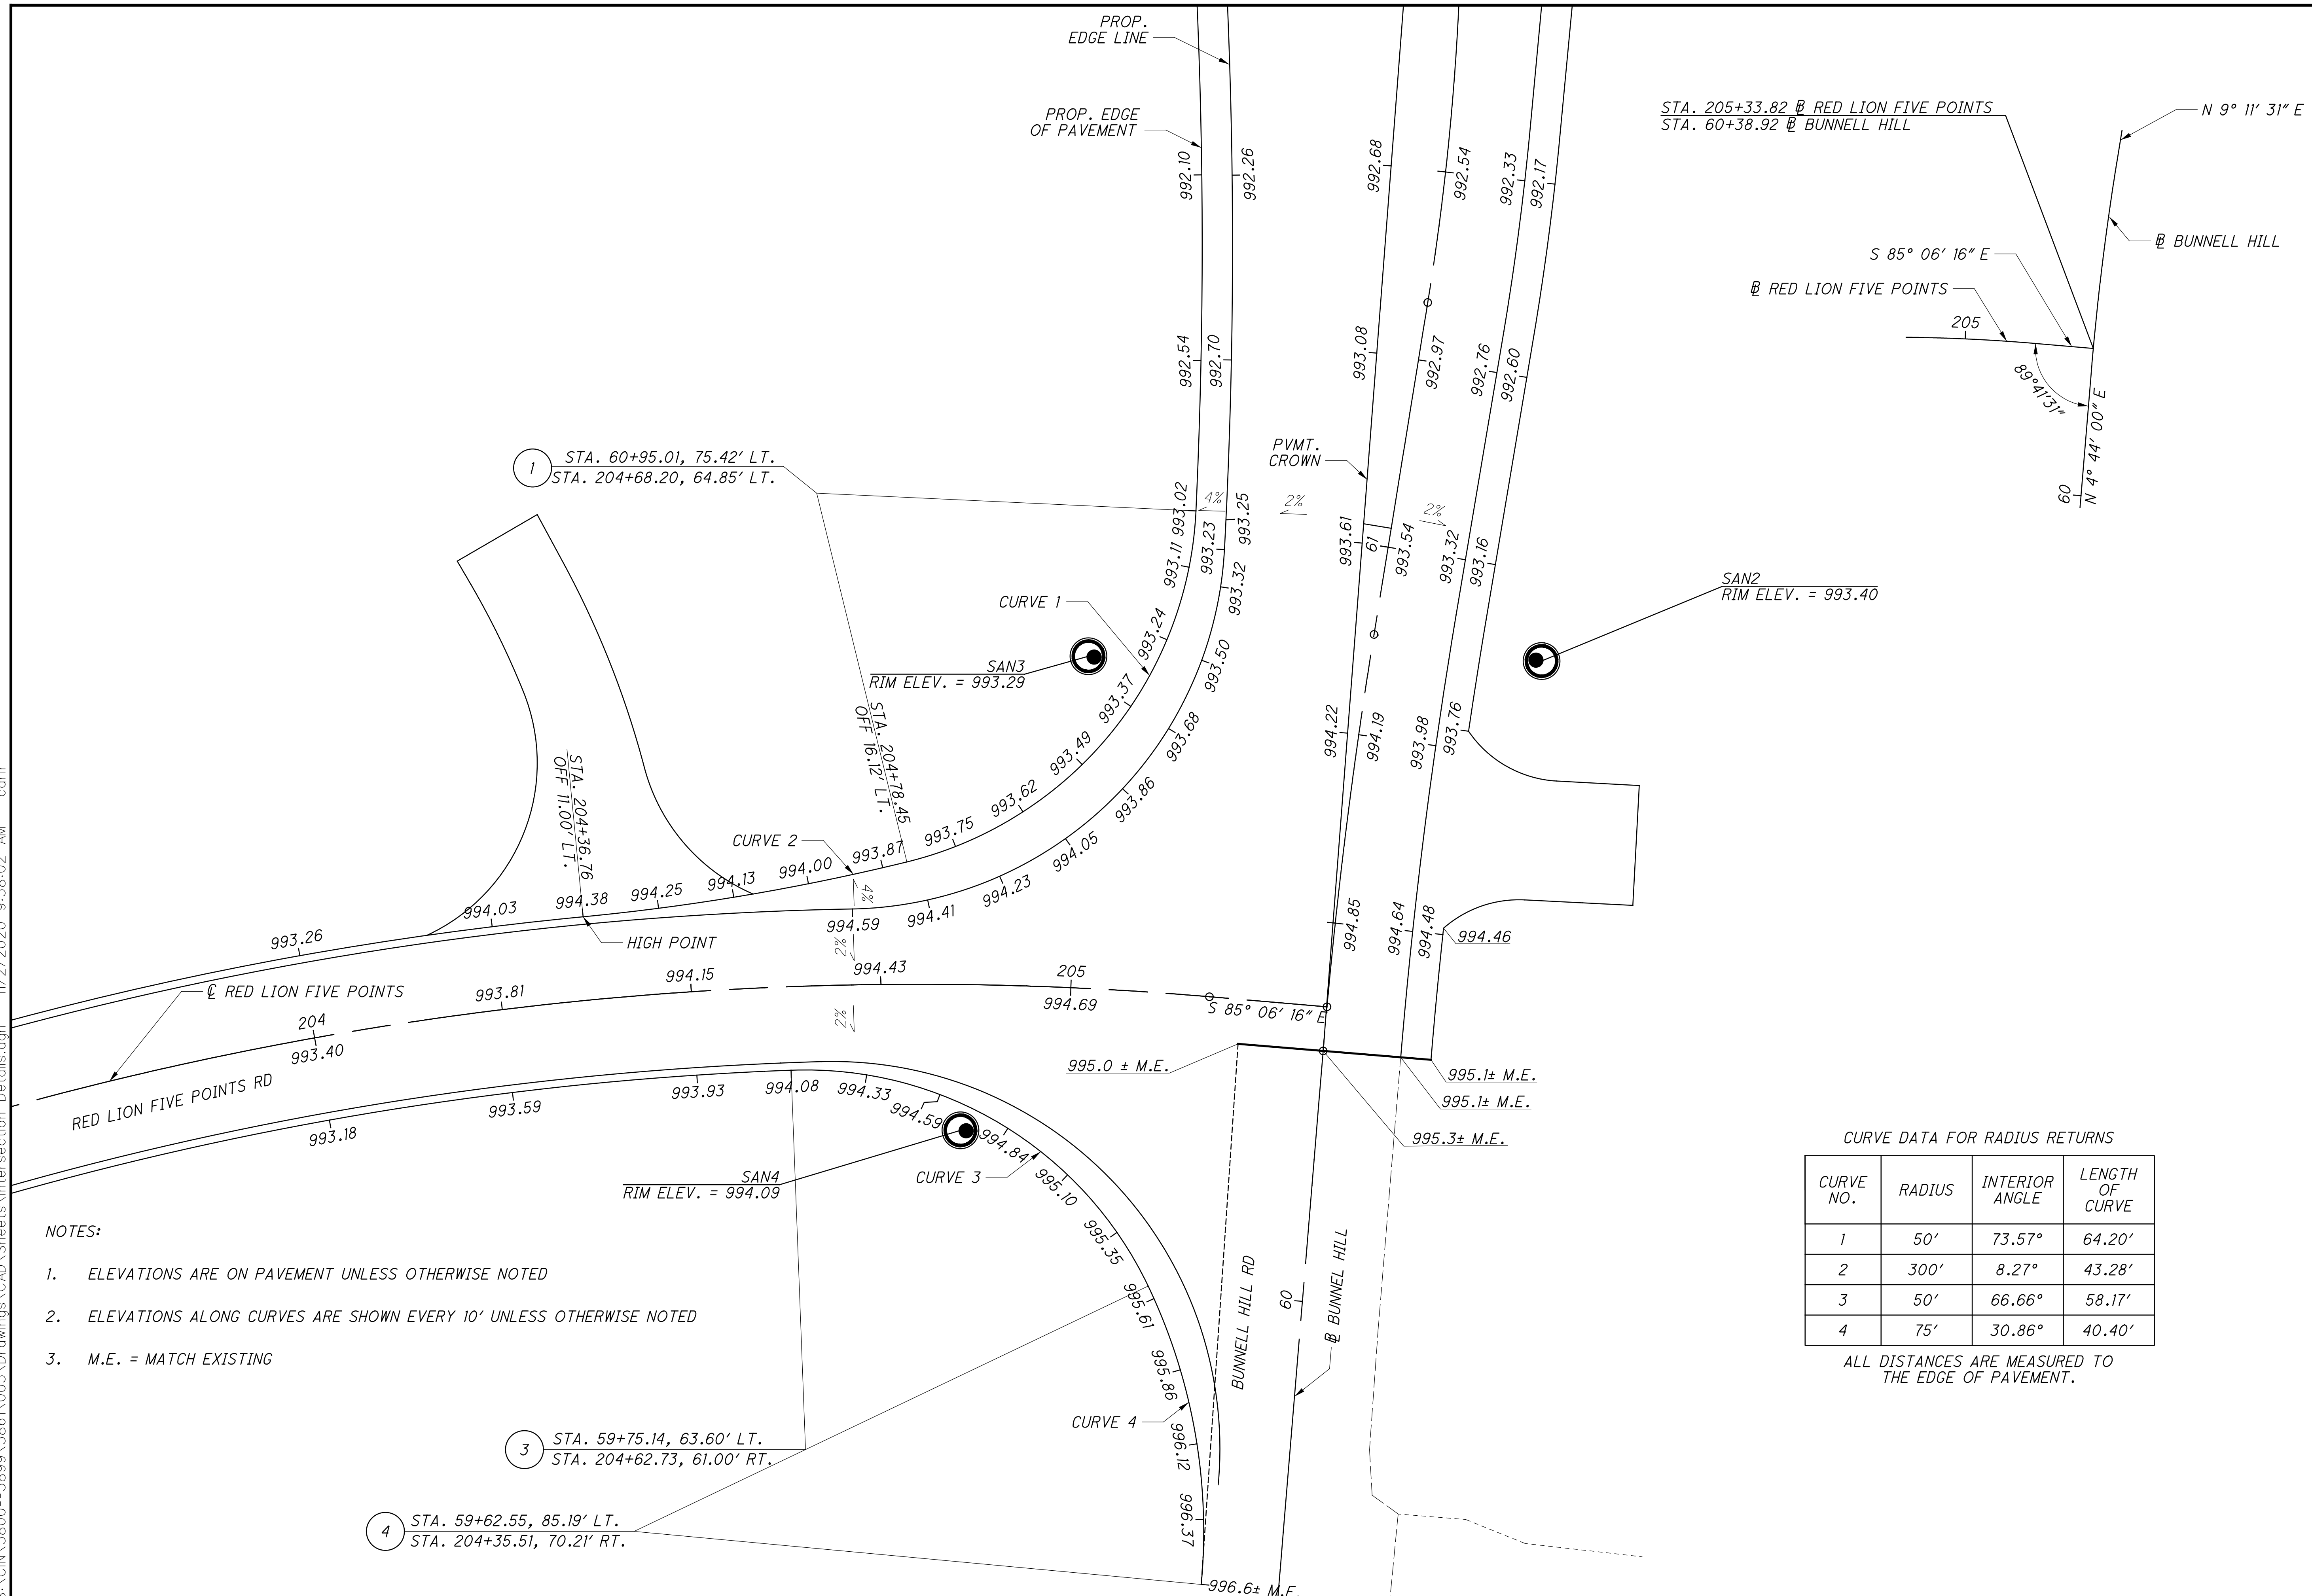 PROP.
EDGE LINE
PROP. EDGE
OF PAVEMENT
992.10
992.26
992.68
992.54
992.33
992.17
STA. 205+33.82 ⅊ RED LION FIVE POINTS
STA. 60+38.92 ⅊ BUNNELL HILL
N 9° 11' 31" E
⅊ BUNNELL HILL
S 85° 06' 16" E
⅊ RED LION FIVE POINTS
205
89°41'31"
60
N 4° 44' 00" E
992.54
992.70
993.08
992.97
992.76
992.60
PVMT.
CROWN
1
STA. 60+95.01, 75.42' LT.
STA. 204+68.20, 64.85' LT.
993.02
4%
993.25
2%
2%
993.11
993.23
993.61
61
993.54
993.32
993.16
993.32
CURVE 1
993.24
993.50
SAN3
RIM ELEV. = 993.29
SAN2
RIM ELEV. = 993.40
993.37
993.68
STA. 204+78.45
OFF 16.12' LT.
994.22
994.19
993.98
993.76
993.49
STA. 204+36.76
OFF 11.00' LT.
993.62
993.86
CURVE 2
993.87
993.75
994.05
994.03
994.38
994.25
994.13
994.00
4%
994.23
994.41
994.59
2%
994.85
994.64
994.48
994.46
993.26
HIGH POINT
℄ RED LION FIVE POINTS
204
993.40
993.81
994.15
994.43
205
994.69
S 85° 06' 16" E
2%
RED LION FIVE POINTS RD
995.0 ± M.E.
995.1± M.E.
995.1± M.E.
995.3± M.E.
993.18
993.59
993.93
994.08
994.33
994.59
994.84
CURVE 3
SAN4
RIM ELEV. = 994.09
995.10
995.35
995.61
995.86
CURVE 4
996.12
996.37
996.6± M.E.
BUNNELL HILL RD
60
⅊ BUNNEL HILL
3
STA. 59+75.14, 63.60' LT.
STA. 204+62.73, 61.00' RT.
4
STA. 59+62.55, 85.19' LT.
STA. 204+35.51, 70.21' RT.
NOTES:
1. ELEVATIONS ARE ON PAVEMENT UNLESS OTHERWISE NOTED
2. ELEVATIONS ALONG CURVES ARE SHOWN EVERY 10' UNLESS OTHERWISE NOTED
3. M.E. = MATCH EXISTING
CURVE DATA FOR RADIUS RETURNS
CURVE NO. RADIUS INTERIOR ANGLE LENGTH OF CURVE
1 50' 73.57° 64.20'
2 300' 8.27° 43.28'
3 50' 66.66° 58.17'
4 75' 30.86° 40.40'
ALL DISTANCES ARE MEASURED TO
THE EDGE OF PAVEMENT.